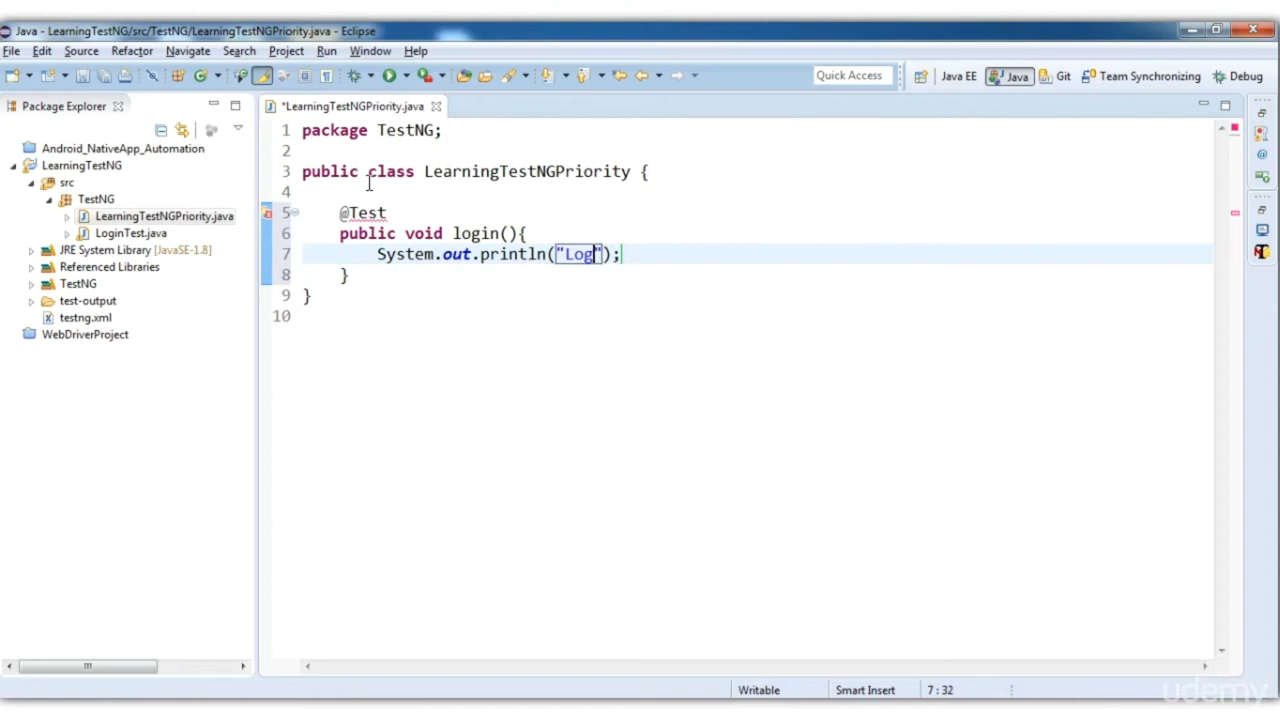 Java - LearningTestNG/src/TestNG/LearningTestNGPriority.java - Eclipse
File Edit Source Refactor Navigate Search Project Run Window Help
Quick Access Java EE Java Git Team Synchronizing Debug
Package Explorer
*LearningTestNGPriority.java
Android_NativeApp_Automation
LearningTestNG
src
TestNG
LearningTestNGPriority.java
LoginTest.java
JRE System Library [JavaSE-1.8]
Referenced Libraries
TestNG
test-output
testng.xml
WebDriverProject
1 package TestNG;
2
3 public class LearningTestNGPriority {
4
5 @Test
6 public void login(){
7 System.out.println("Log");
8 }
9 }
10
Writable Smart Insert 7 : 32
udemy